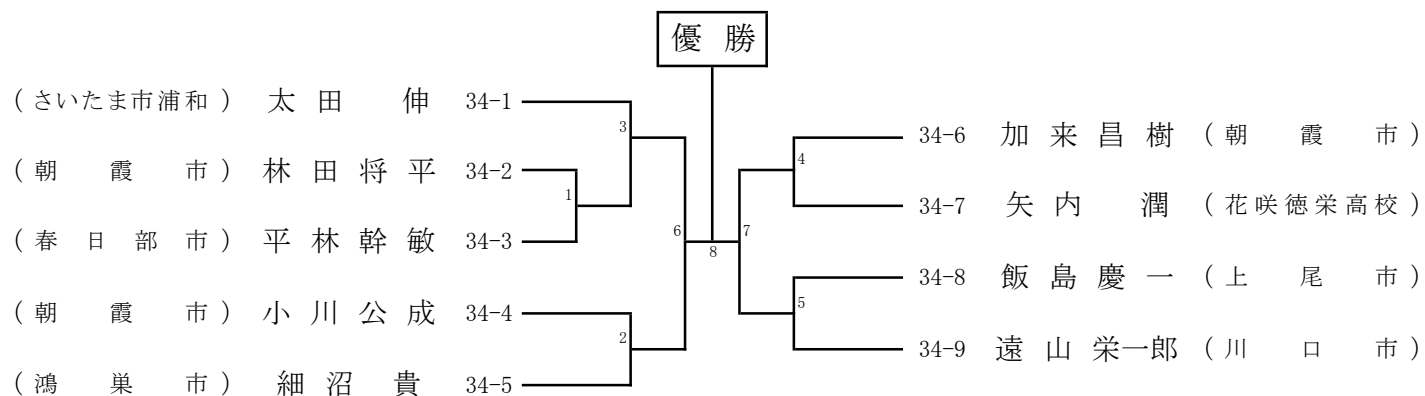 優勝
(さいたま市浦和) 太田 伸 34-1
(朝霞市) 林田将平 34-2
(春日部市) 平林幹敏 34-3
(朝霞市) 小川公成 34-4
(鴻巣市) 細沼貴 34-5
3
1
6
2
8
7
4
5
34-6 加来昌樹 (朝霞市)
34-7 矢内 潤 (花咲徳栄高校)
34-8 飯島慶一 (上尾市)
34-9 遠山栄一郎 (川口市)